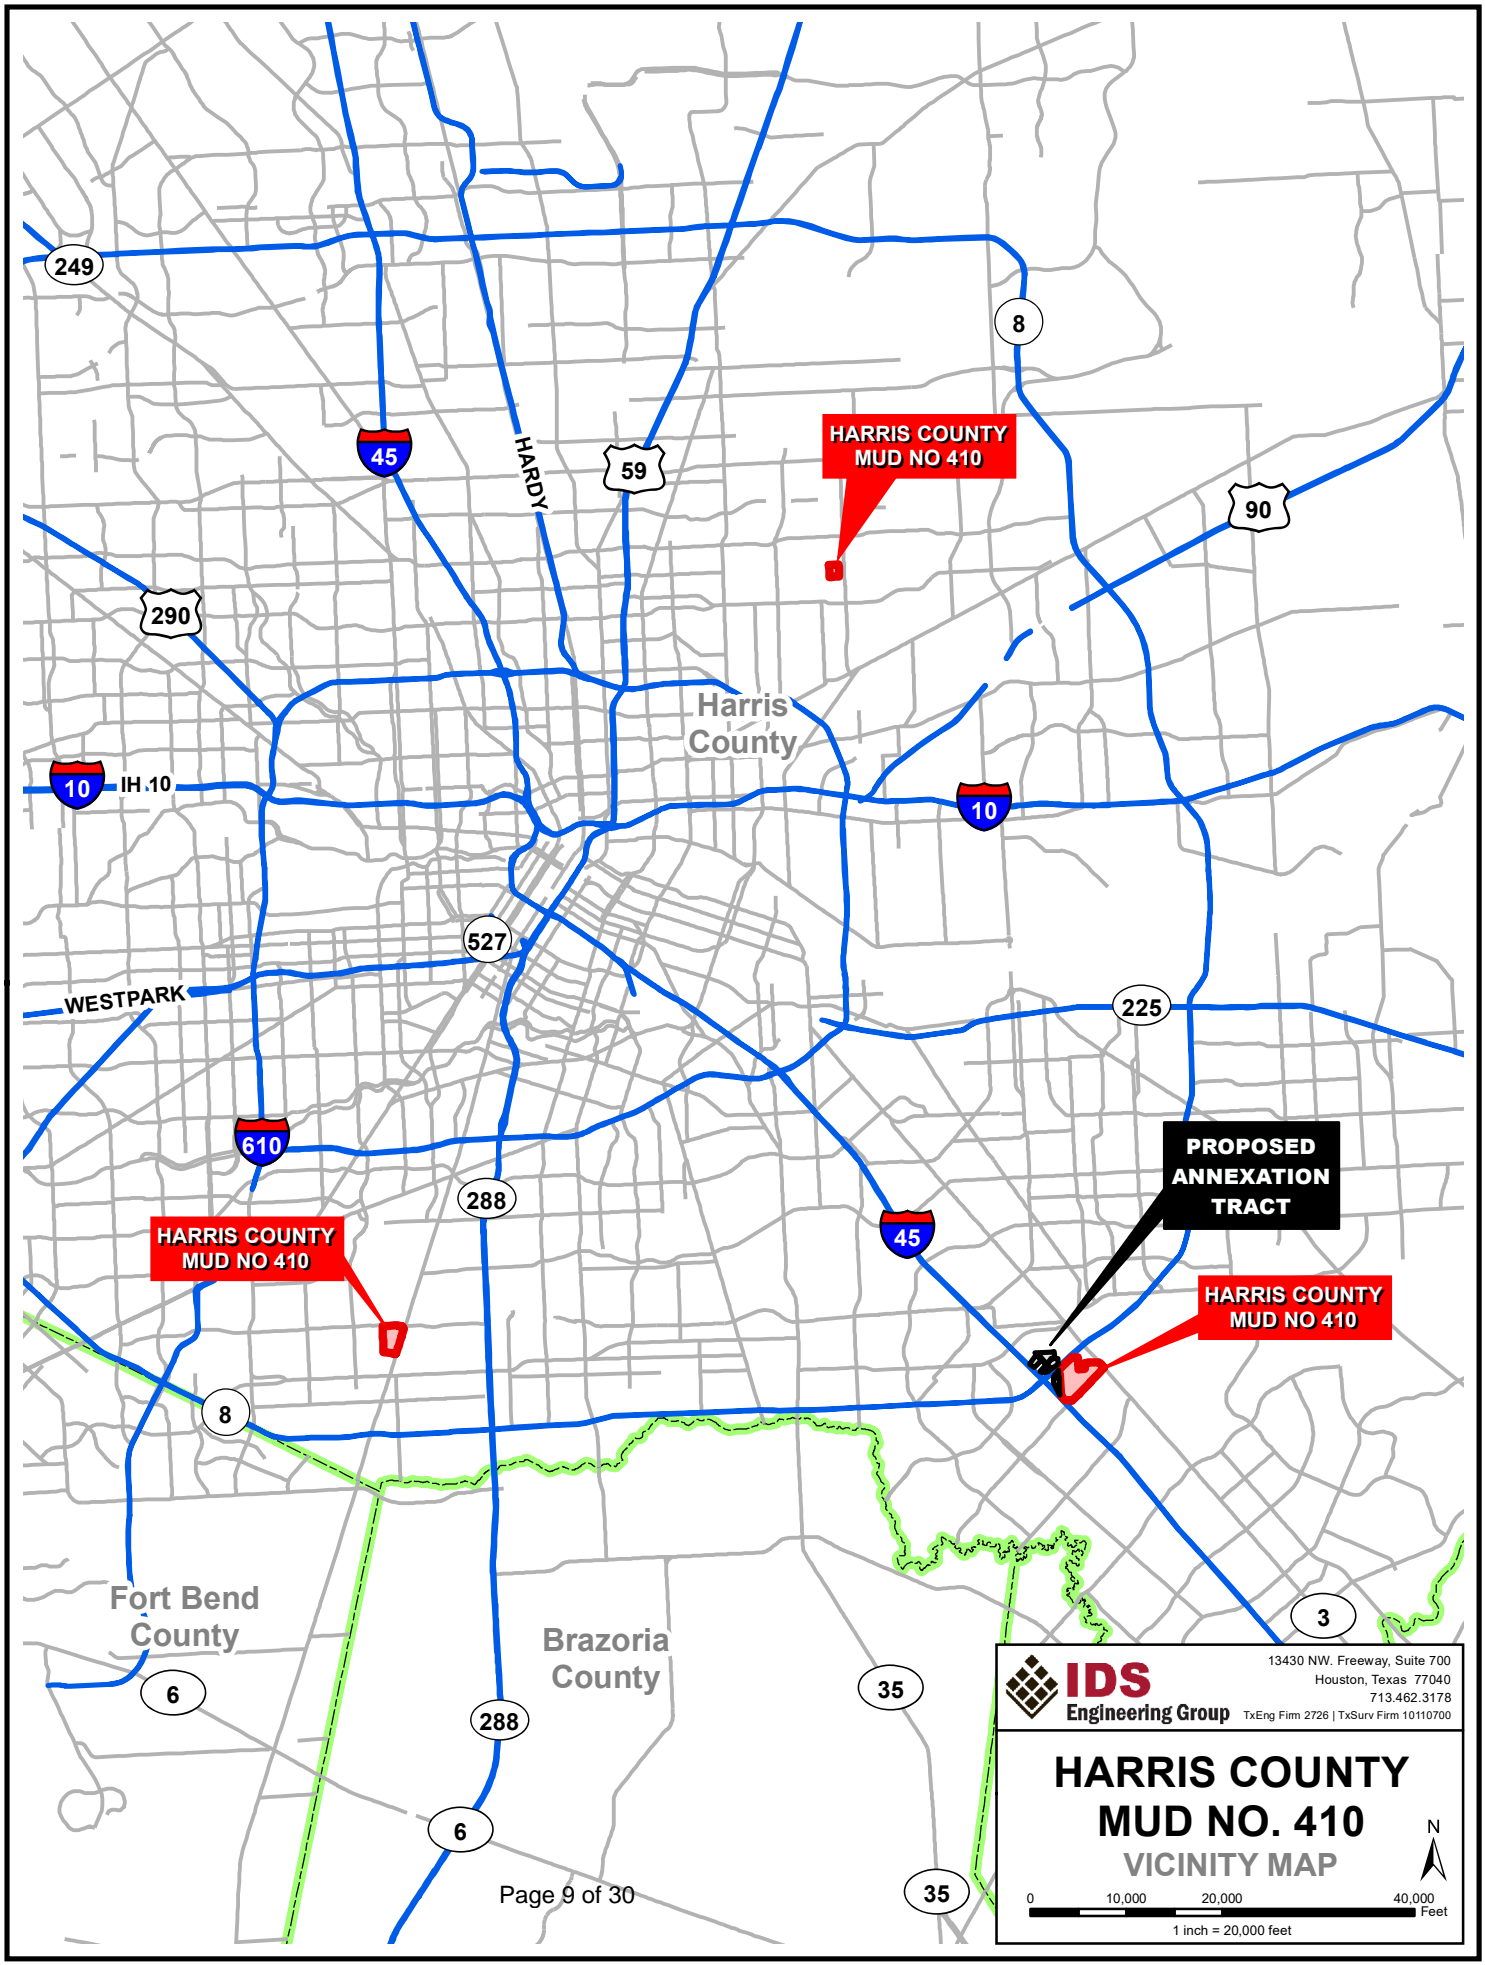 249
8
HARRIS COUNTY
MUD NO 410
45
HARDY
59
90
290
Harris
County
10
IH 10
10
527
WESTPARK
225
610
PROPOSED
ANNEXATION
TRACT
288
HARRIS COUNTY
MUD NO 410
45
HARRIS COUNTY
MUD NO 410
8
Fort Bend
County
3
Brazoria
County
6
35
288
6
35
IDS
Engineering Group
13430 NW. Freeway, Suite 700
Houston, Texas 77040
713.462.3178
TxEng Firm 2726 | TxSurv Firm 10110700
HARRIS COUNTY
MUD NO. 410
VICINITY MAP
N
0 10,000 20,000 40,000
Feet
1 inch = 20,000 feet
Page 9 of 30